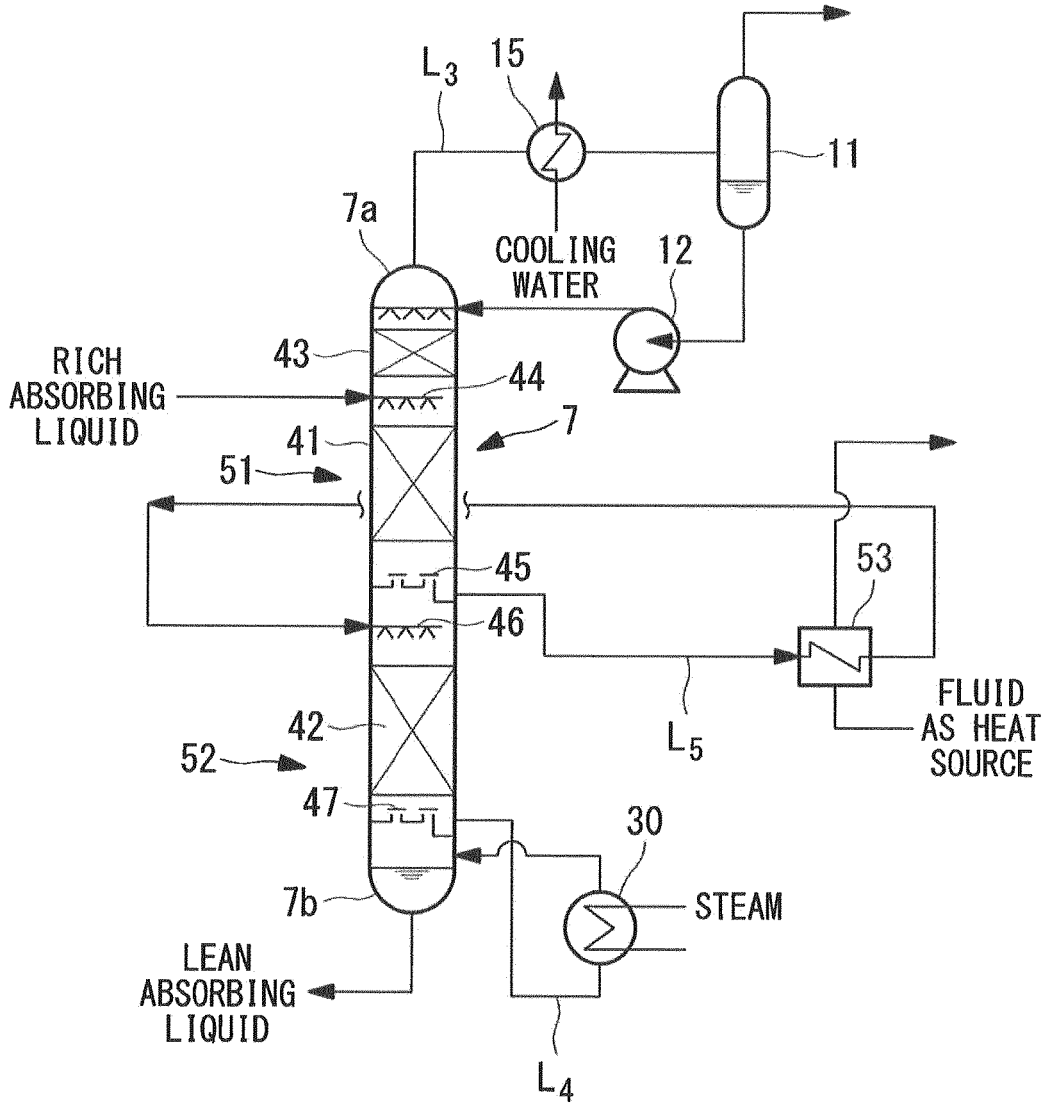 15
L3
11
7a
COOLING
WATER
12
43
RICH
ABSORBING
LIQUID
44
41
7
51
45
53
46
42
L5
FLUID
AS HEAT
SOURCE
52
47
30
STEAM
7b
LEAN
ABSORBING
LIQUID
L4